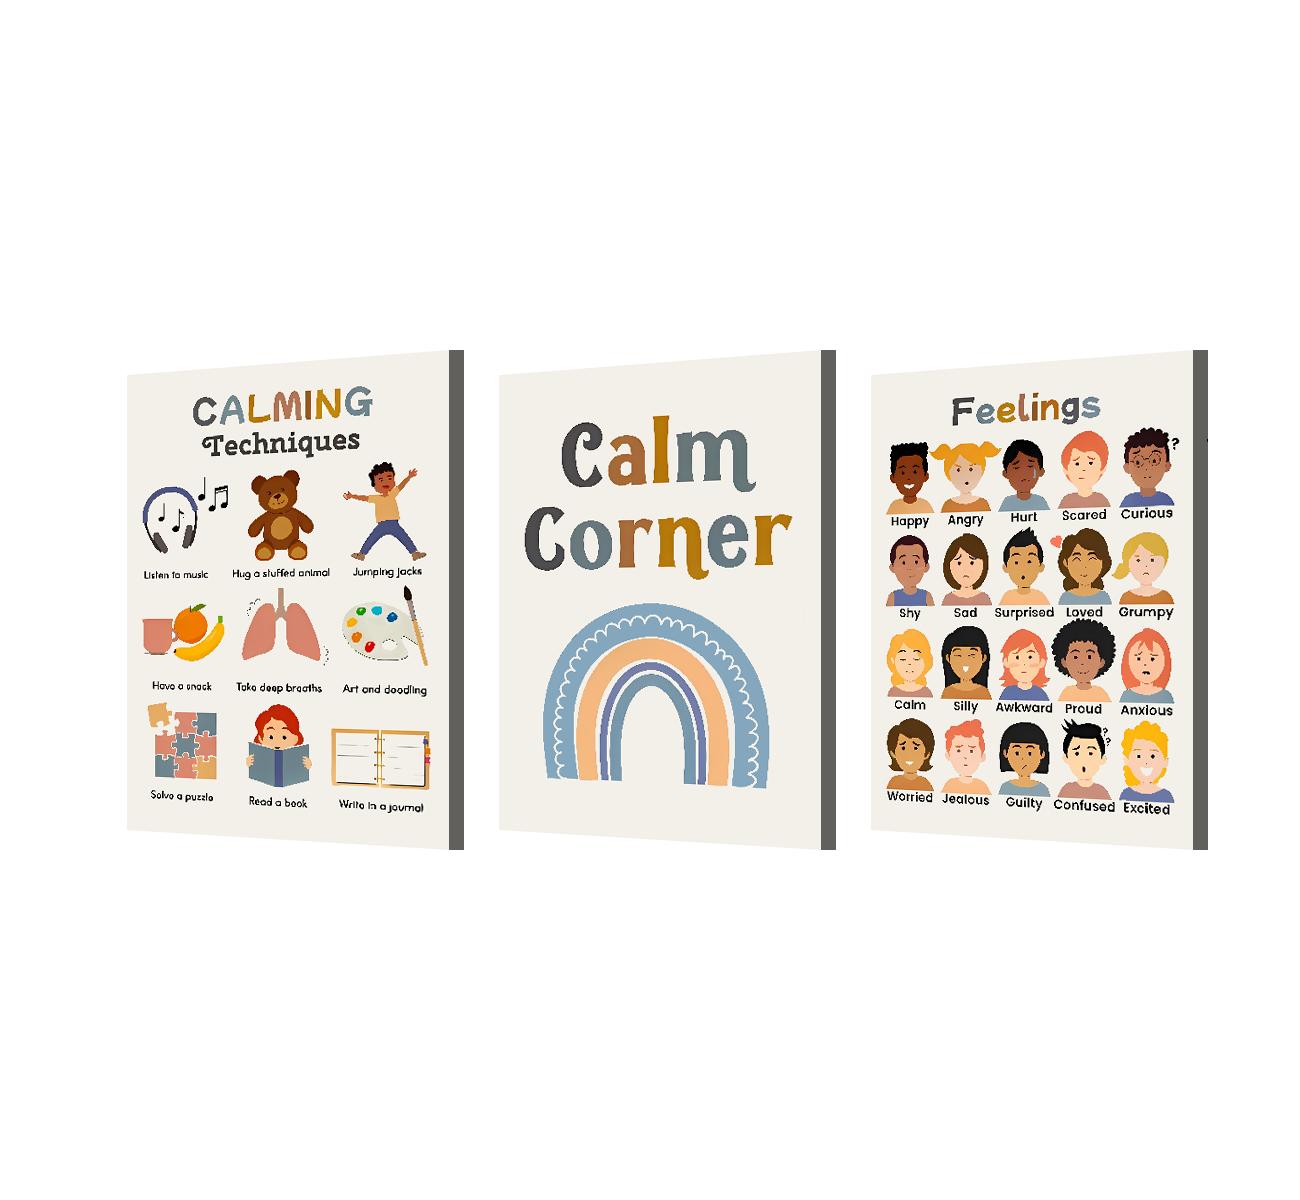 CALMING
Techniques
Listen to music
Hug a stuffed animal
Jumping jacks
Have a snack
Take deep breaths
Art and doodling
Solve a puzzle
Read a book
Write in a journal
Calm
Corner
Feelings
?
Happy Angry Hurt Scared Curious
Shy Sad Surprised Loved Grumpy
Calm Silly Awkward Proud Anxious
? ?
Worried Jealous Guilty Confused Excited